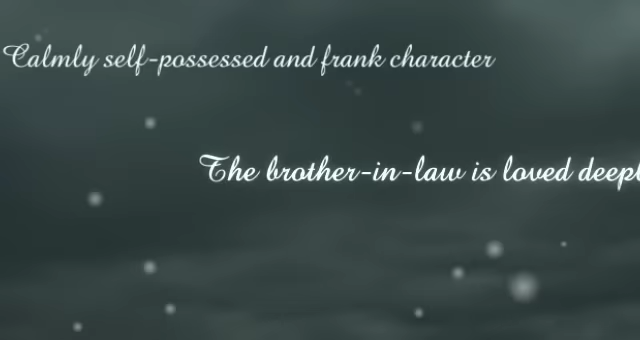 Calmly self-possessed and frank character
The brother-in-law is loved deepl